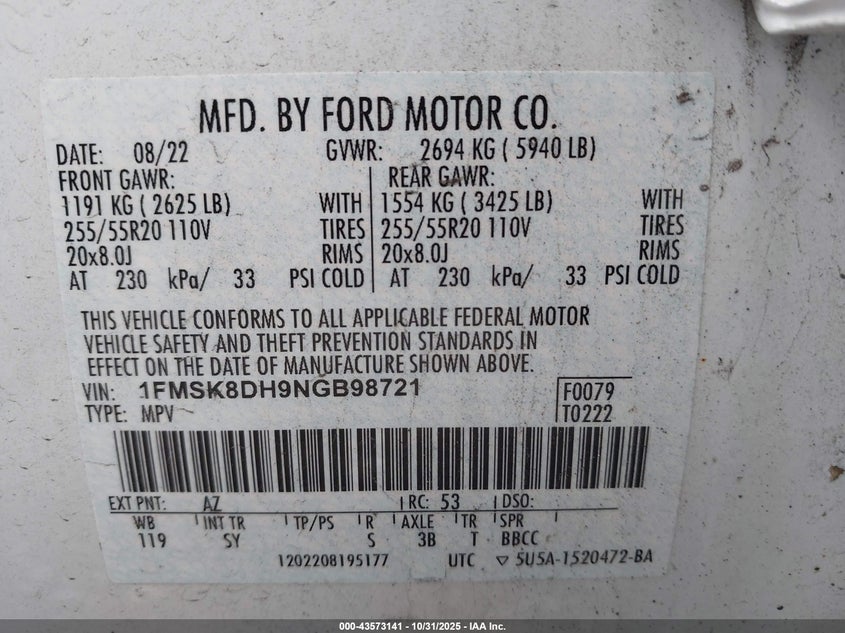 MFD. BY FORD MOTOR CO.
DATE: 08/22 GVWR: 2694 KG ( 5940 LB)
FRONT GAWR: REAR GAWR:
1191 KG ( 2625 LB) WITH 1554 KG ( 3425 LB) WITH
255/55R20 110V TIRES 255/55R20 110V TIRES
20x8.0J RIMS 20x8.0J RIMS
AT 230 kPa/ 33 PSI COLD AT 230 kPa/ 33 PSI COLD
THIS VEHICLE CONFORMS TO ALL APPLICABLE FEDERAL MOTOR
VEHICLE SAFETY AND THEFT PREVENTION STANDARDS IN
EFFECT ON THE DATE OF MANUFACTURE SHOWN ABOVE.
VIN: 1FMSK8DH9NGB98721 F0079
TYPE: MPV T0222
EXT PNT: AZ RC: 53 DSO:
WB INT TR TP/PS R AXLE TR SPR
119 SY S 3B T BBCC
1202208195177 UTC ▽ 5U5A-1520472-BA
000-43573141 - 10/31/2025 - IAA Inc.